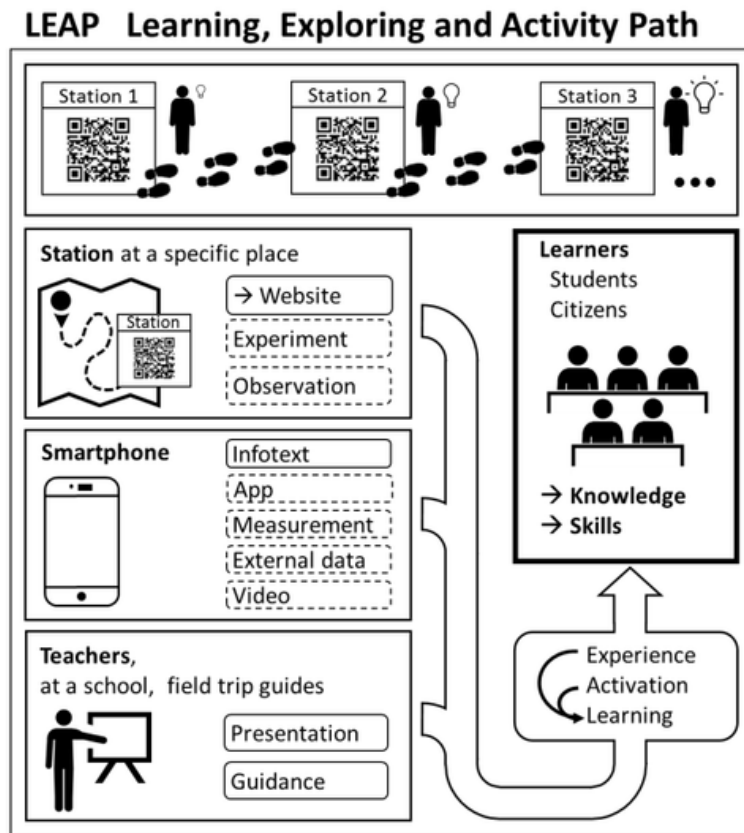 LEAP Learning, Exploring and Activity Path
Station 1
Station 2
Station 3
Station at a specific place
→ Website
Station
Experiment
Observation
Smartphone
Infotext
App
Measurement
External data
Video
Teachers,
at a school, field trip guides
Presentation
Guidance
Learners
Students
Citizens
→ Knowledge
→ Skills
Experience
Activation
Learning